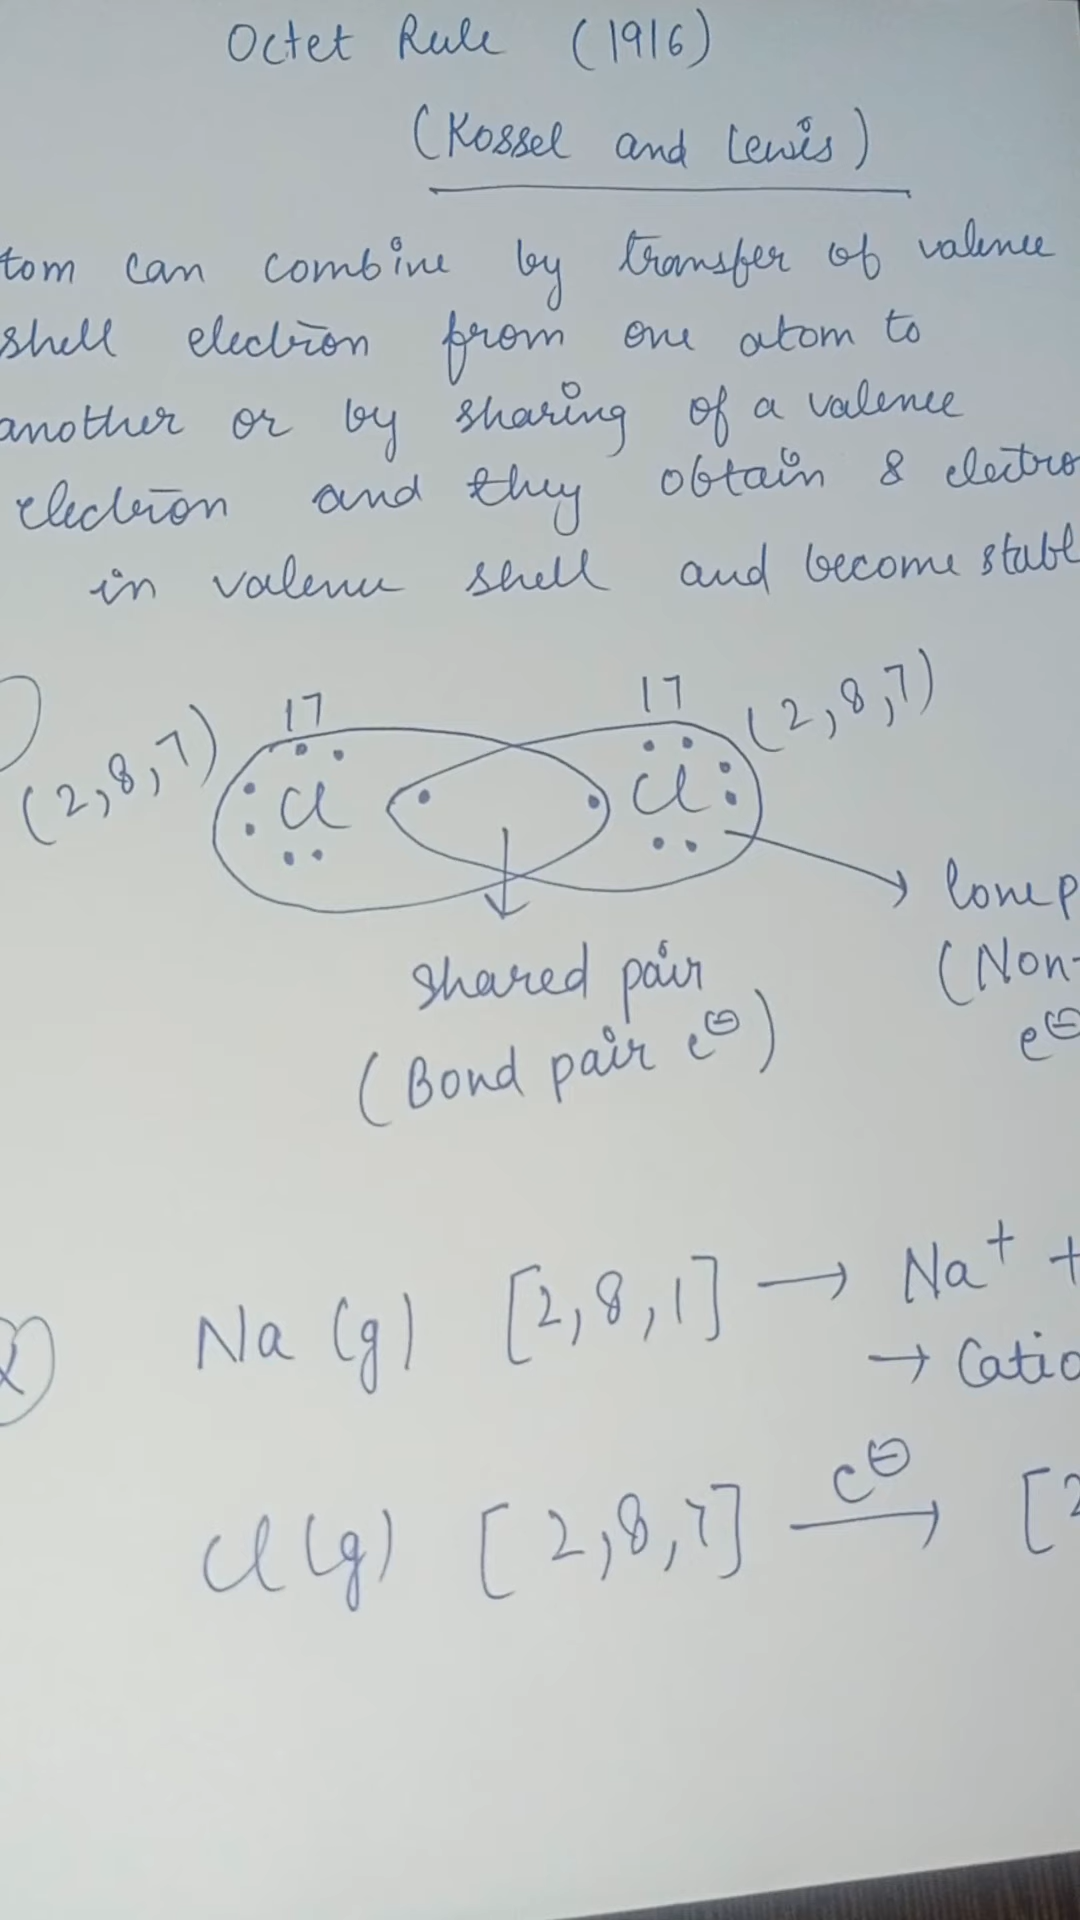 Octet Rule (1916)
(Kossel and Lewis)
tom can combine by transfer of valence
shell electron from one atom to
another or by sharing of a valence
electron and they obtain 8 electro
in valence shell and become stabl
17 17
(2,8,7) Cl Cl (2,8,7)
lone p
shared pair (Non-
(Bond pair e⊖) e⊖
Na (g) [2,8,1] → Na⁺ +
→ Catio
Cl (g) [2,8,7] e⊖→ [2